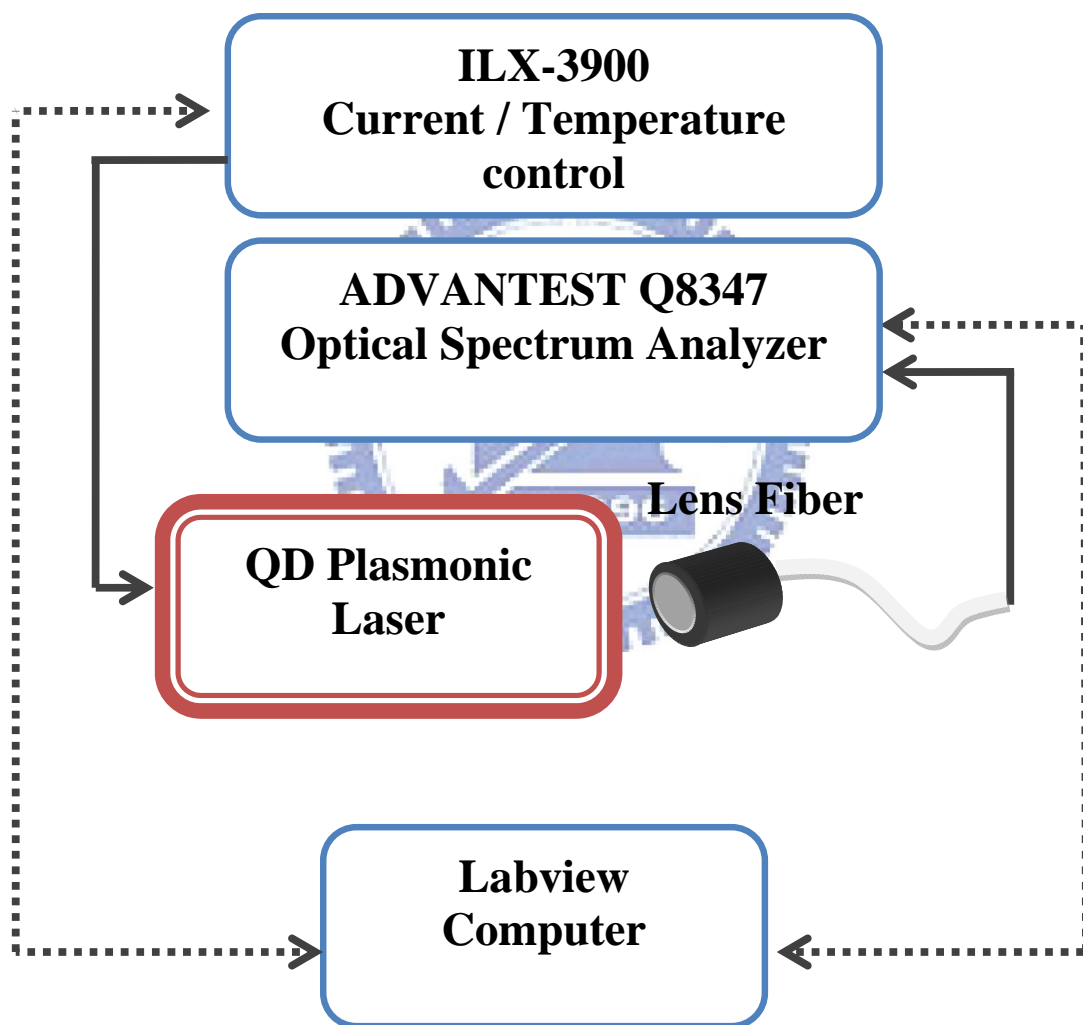 ILX-3900
Current / Temperature
control
ADVANTEST Q8347
Optical Spectrum Analyzer
Lens Fiber
QD Plasmonic
Laser
Labview
Computer